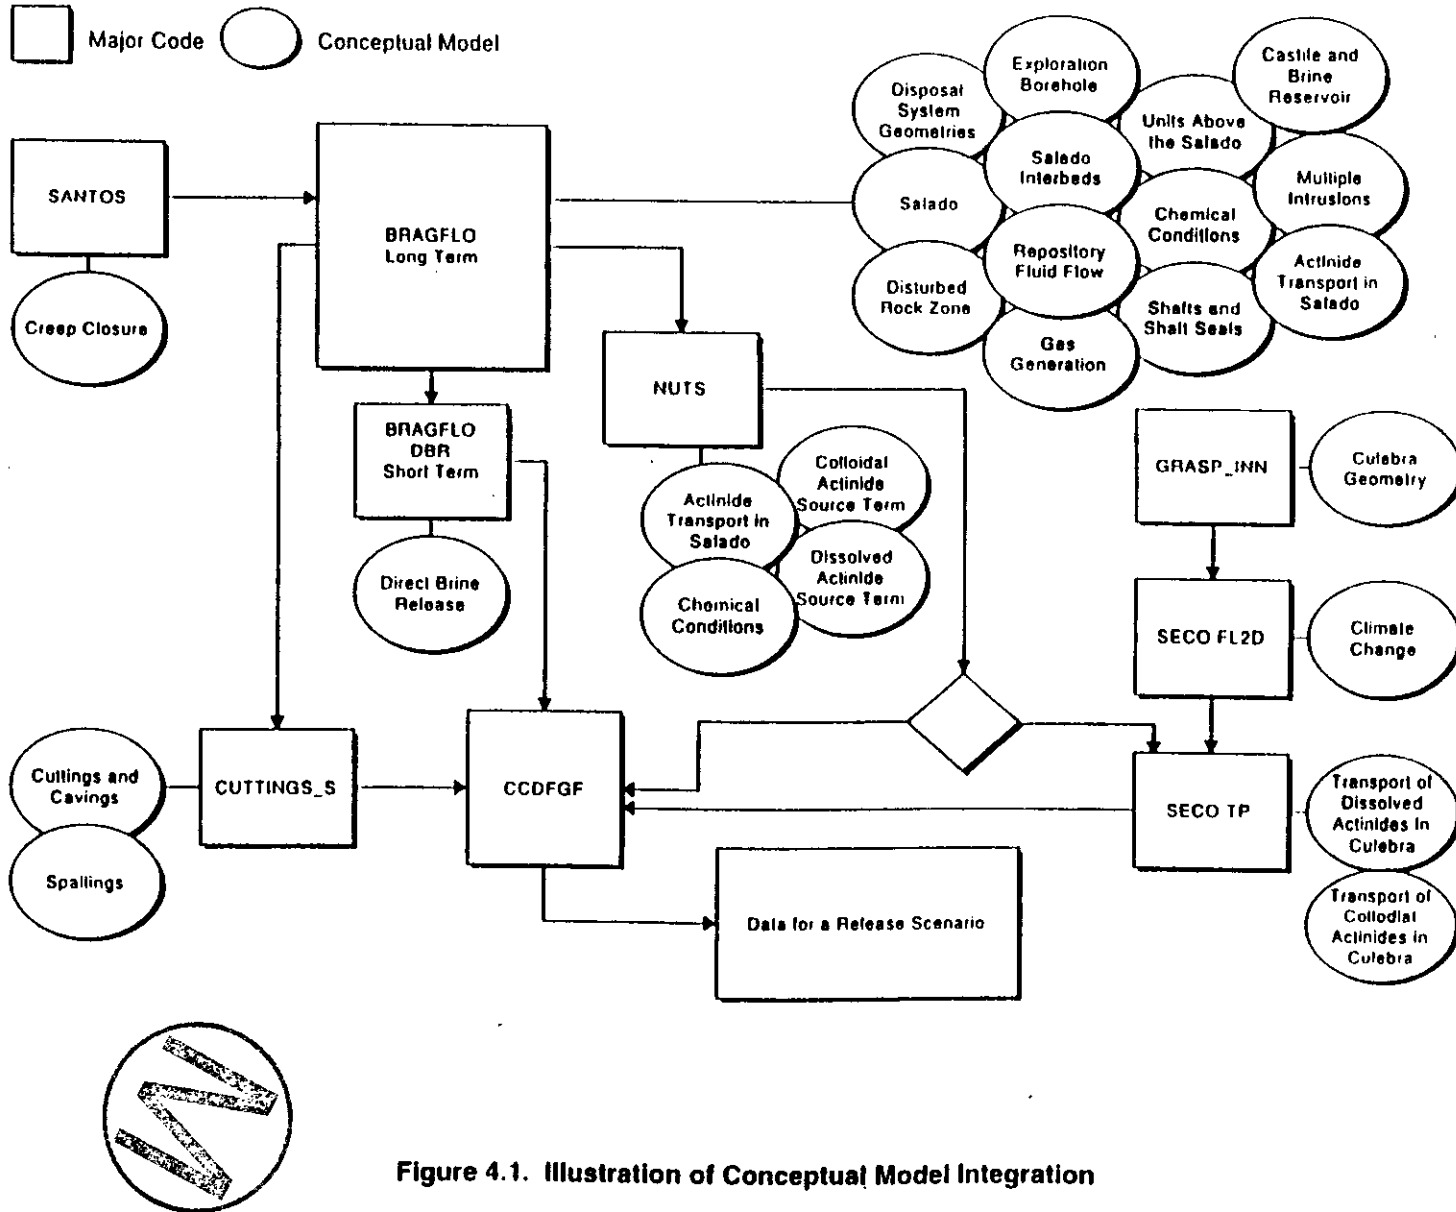 Major Code
Conceptual Model
SANTOS
Creep Closure
BRAGFLO
Long Term
BRAGFLO
DBR
Short Term
Direct Brine
Release
NUTS
Actinide
Transport in
Salado
Colloidal
Actinide
Source Term
Dissolved
Actinide
Source Term
Chemical
Conditions
Disposal
System
Geometries
Exploration
Borehole
Units Above
the Salado
Castile and
Brine
Reservoir
Salado
Salado
Interbeds
Chemical
Conditions
Multiple
Intrusions
Disturbed
Rock Zone
Repository
Fluid Flow
Gas
Generation
Shafts and
Shaft Seals
Actinide
Transport in
Salado
GRASP_INN
Culebra
Geometry
SECO FL2D
Climate
Change
SECO TP
Transport of
Dissolved
Actinides in
Culebra
Transport of
Collodial
Actinides in
Culebra
Cuttings and
Cavings
Spallings
CUTTINGS_S
CCDFGF
Data for a Release Scenario
Figure 4.1. Illustration of Conceptual Model Integration